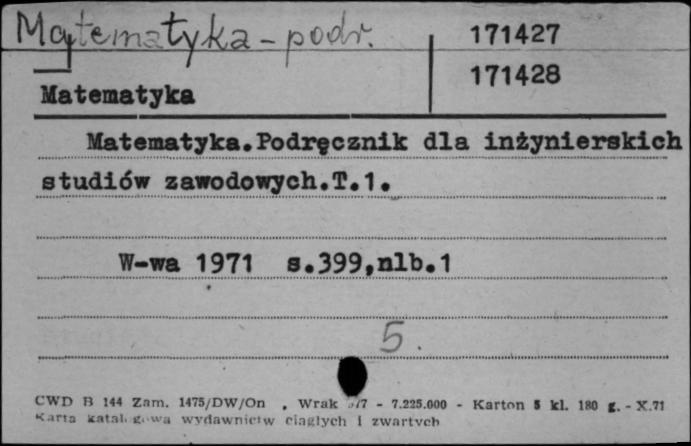 Matematyka - podr.
171427
171428
Matematyka
Matematyka.Podręcznik dla inżynierskich
studiów zawodowych.T.1.
W-wa 1971 s.399,nlb.1
5.
CWD B 144 Zam. 1475/DW/On , Wrak - 7.225.000 - Karton 5 kl. 180 g. - X.71
Karta katalogowa wydawnictw ciągłych i zwartych